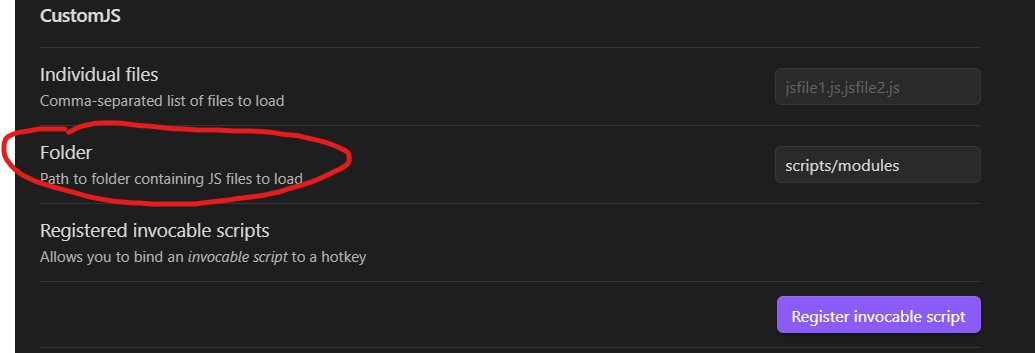 CustomJS
Individual files
Comma-separated list of files to load
jsfile1.js,jsfile2.js
Folder
Path to folder containing JS files to load
scripts/modules
Registered invocable scripts
Allows you to bind an invocable script to a hotkey
Register invocable script